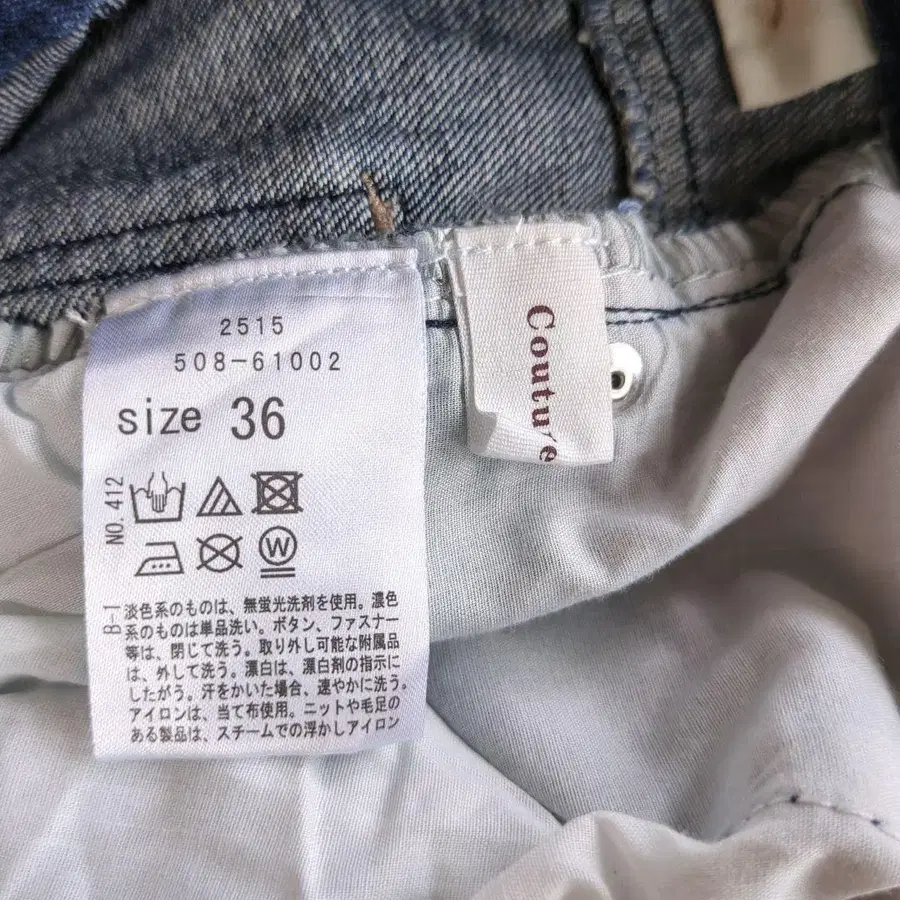 2515
508-61002
size 36
NO. 412
W
B-1
淡色系のものは、無蛍光洗剤を使用。濃色
系のものは単品洗い。ボタン、ファスナー
等は、閉じて洗う。取り外し可能な附属品
は、外して洗う。漂白は、漂白剤の指示に
したがう。汗をかいた場合、速やかに洗う。
アイロンは、当て布使用。ニットや毛足の
ある製品は、スチームでの浮かしアイロン
Couture